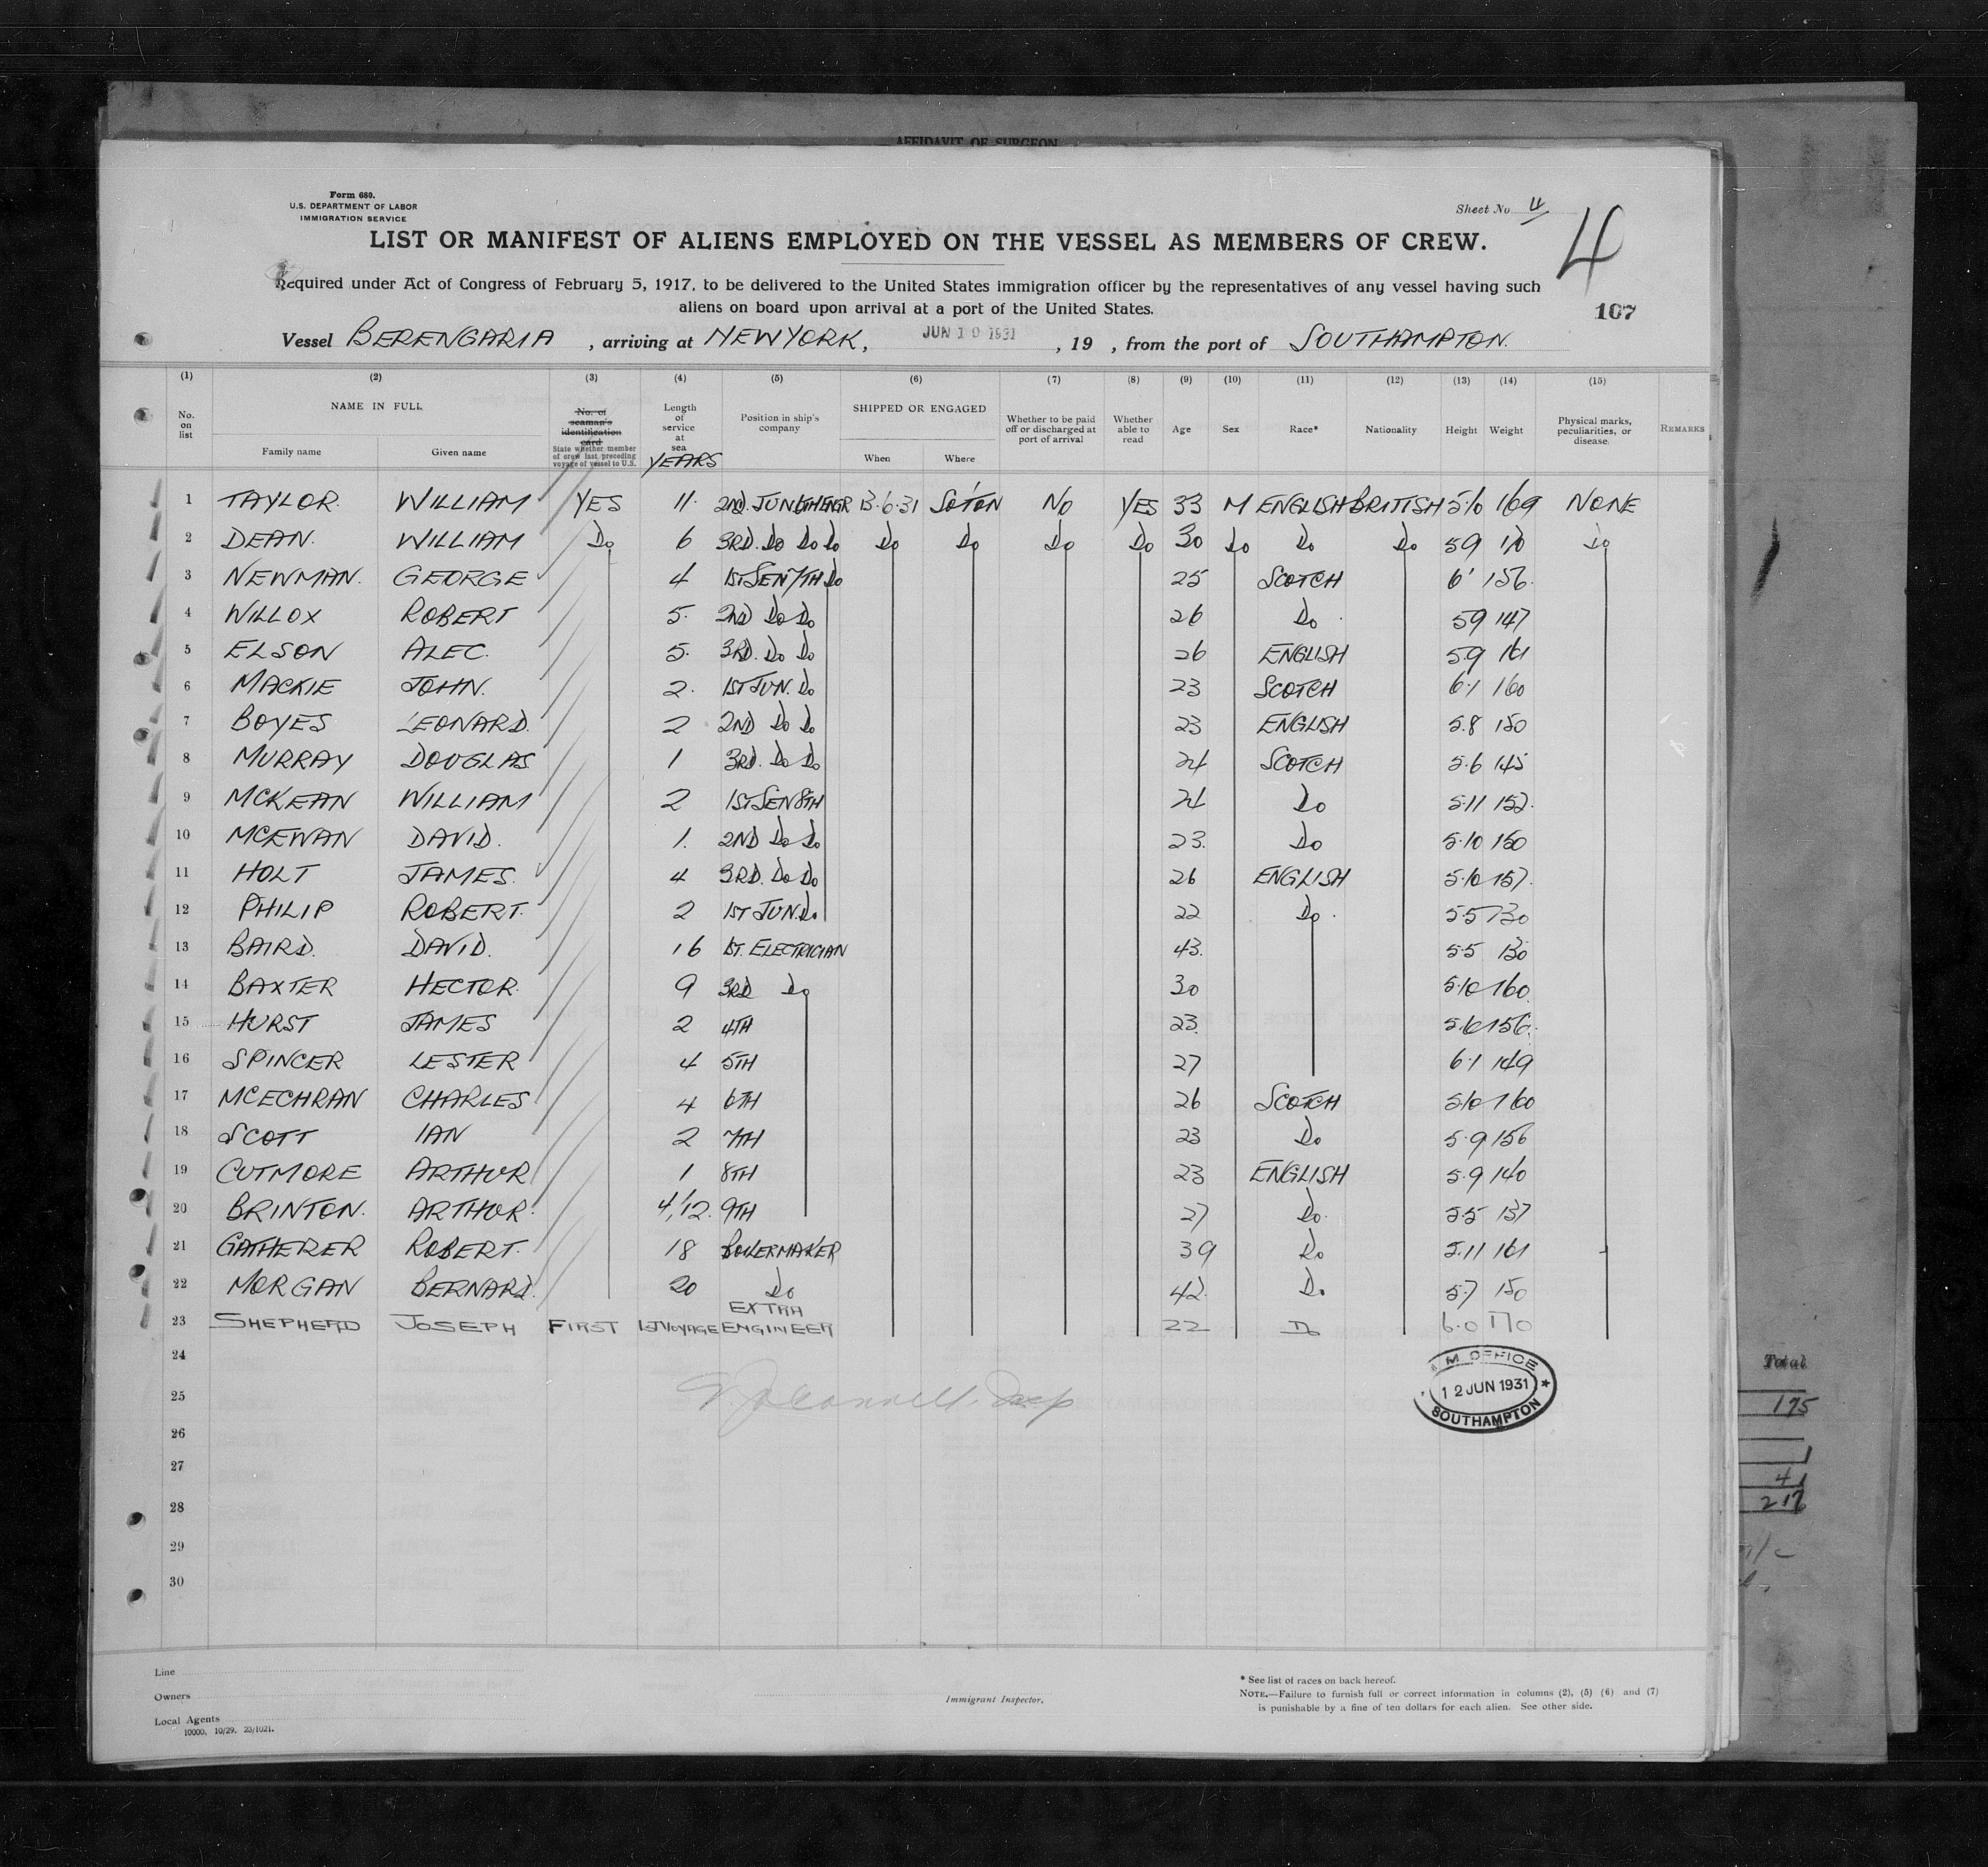 AFFIDAVIT OF SURGEON
Form 680.
U.S. DEPARTMENT OF LABOR
IMMIGRATION SERVICE
Sheet No 4
4
LIST OR MANIFEST OF ALIENS EMPLOYED ON THE VESSEL AS MEMBERS OF CREW.
Required under Act of Congress of February 5, 1917, to be delivered to the United States immigration officer by the representatives of any vessel having such
aliens on board upon arrival at a port of the United States.
107
Vessel BERENGARIA, arriving at NEW YORK, JUN 19 1931, 19 , from the port of SOUTHAMPTON.
(1) (2) (3) (4) (5) (6) (7) (8) (9) (10) (11) (12) (13) (14) (15)
No. on list NAME IN FULL Family name Given name No. of seaman's identification card State whether member of crew last preceding voyage of vessel to U.S. Length of service at sea YEARS Position in ship's company SHIPPED OR ENGAGED When Where Whether to be paid off or discharged at port of arrival Whether able to read Age Sex Race* Nationality Height Weight Physical marks, peculiarities, or disease. REMARKS
1 TAYLOR. WILLIAM YES 11. 2ND. JUN 6TH ENGR 13.6.31 SO'TON NO YES 33 M ENGLISH BRITISH 5.6 169 NONE
2 DEAN. WILLIAM Do 6 3RD. Do Do Do Do Do Do Do 30 Do Do Do 5 9 170 Do
3 NEWMAN. GEORGE 4 1ST SEN 7TH Do 25 SCOTCH 6' 156.
4 WILLOX ROBERT 5. 2ND Do Do 26 Do 5 9 147
5 ELSON ALEC. 5. 3RD. Do Do 26 ENGLISH 5.9 161
6 MACKIE JOHN. 2. 1ST JUN. Do 23 SCOTCH 6.1 160
7 BOYES LEONARD. 2 2ND Do Do 23 ENGLISH 5.8 150
8 MURRAY DOUGLAS 1 3RD. Do Do 24 SCOTCH 5.6 145
9 MCKEAN WILLIAM 2 1ST SEN 8TH 24 Do 5.11 152.
10 MCEWAN DAVID. 1. 2ND Do Do 23. Do 5.10 150
11 HOLT JAMES. 4 3RD. Do Do 26 ENGLISH 5.10 157.
12 PHILIP ROBERT. 2 1ST JUN. Do 22 Do. 5.5 130
13 BAIRD. DAVID. 16 1ST. ELECTRICIAN 43. 5.5 130
14 BAXTER HECTOR. 9 3RD Do 30 5.10 160
15 HURST JAMES 2 4TH 23. 5.6 156.
16 SPINCER LESTER 4 5TH 27 6.1 149
17 MCECHRAN CHARLES 4 6TH 26 SCOTCH 5.10 160
18 SCOTT IAN 2 7TH 23 Do 5.9 156
19 CUTMORE ARTHUR 1 8TH 23 ENGLISH 5.9 140
20 BRINTON. ARTHUR. 4/12. 9TH 27 Do. 5.5 137
21 GATHERER ROBERT. 18 BOILERMAKER 39 Do 5.11 161
22 MORGAN BERNARD. 20 Do 42. Do 5.7 150
23 SHEPHERD JOSEPH FIRST 1ST VOYAGE EXTRA ENGINEER 22 Do 6.0 170
24
M. OFFICE
12 JUN 1931
SOUTHAMPTON
25
26
27
28
29
30
Total
175
41
217
Line
Owners
Local Agents
10000. 10/29. 23/1021.
Immigrant Inspector.
* See list of races on back hereof.
NOTE.—Failure to furnish full or correct information in columns (2), (5) (6) and (7)
is punishable by a fine of ten dollars for each alien. See other side.